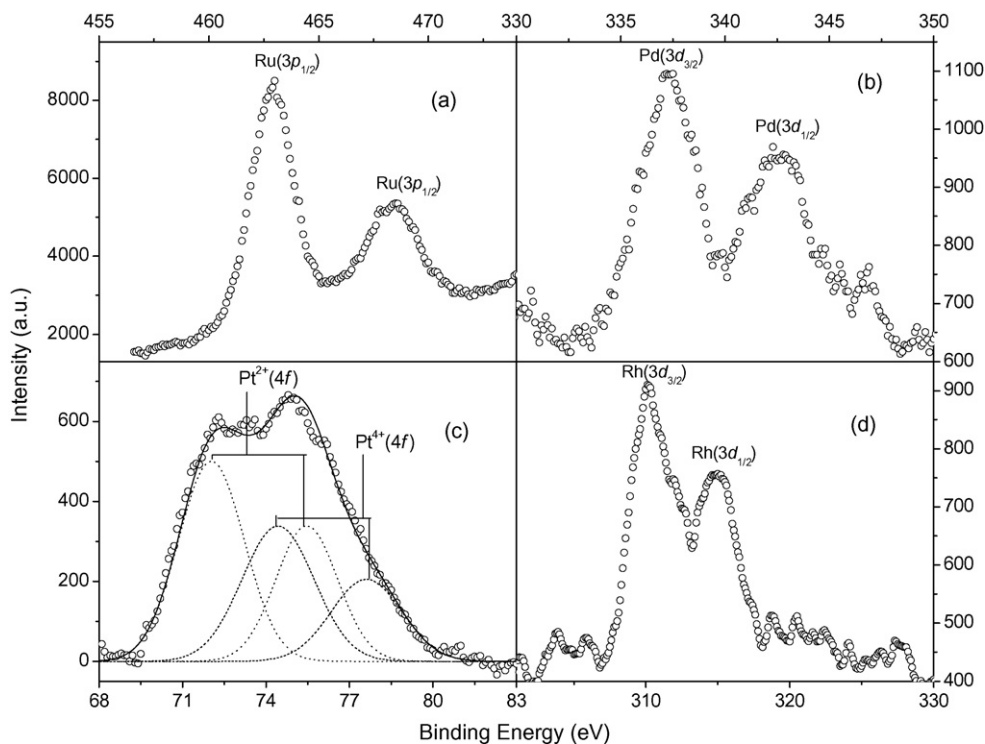 455 460 465 470 330 335 340 345 350
Ru(3p1/2)
(a)
Ru(3p1/2)
8000
6000
4000
2000
Pd(3d3/2)
(b)
Pd(3d1/2)
1100
1000
900
800
700
600
Intensity (a.u.)
Pt2+(4f)
(c)
Pt4+(4f)
600
400
200
0
Rh(3d3/2)
(d)
Rh(3d1/2)
900
800
700
600
500
400
68 71 74 77 80 83 310 320 330
Binding Energy (eV)